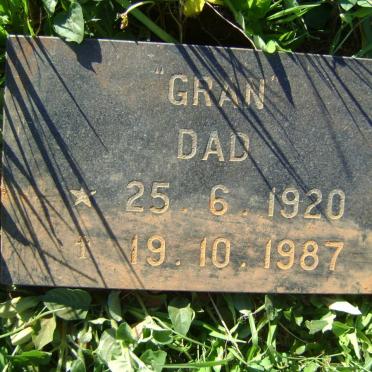 "GRAN"
DAD
★ 25. 6. 1920
† 19. 10. 1987